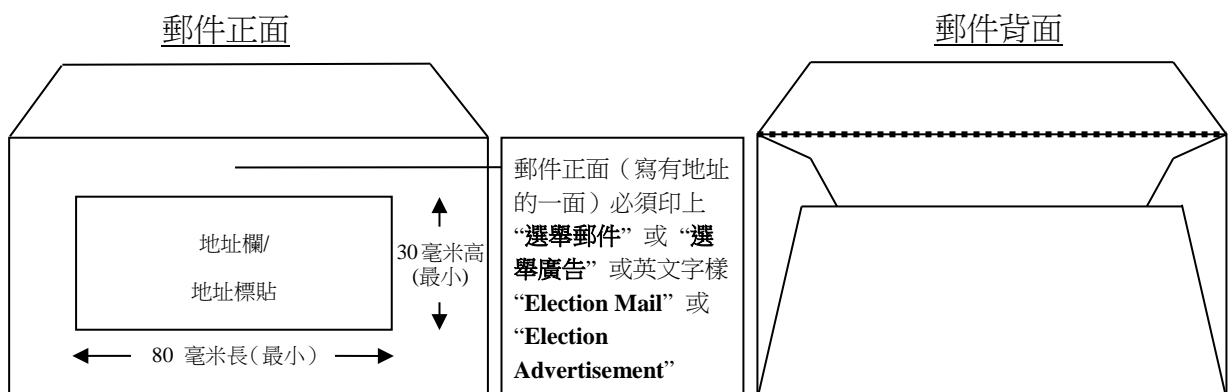 郵件正面
郵件背面
地址欄/
地址標貼
30 毫米高
(最小)
80 毫米長(最小)
郵件正面（寫有地址
的一面）必須印上
“選舉郵件” 或 “選
舉廣告” 或英文字樣
“Election Mail” 或
“Election
Advertisement”